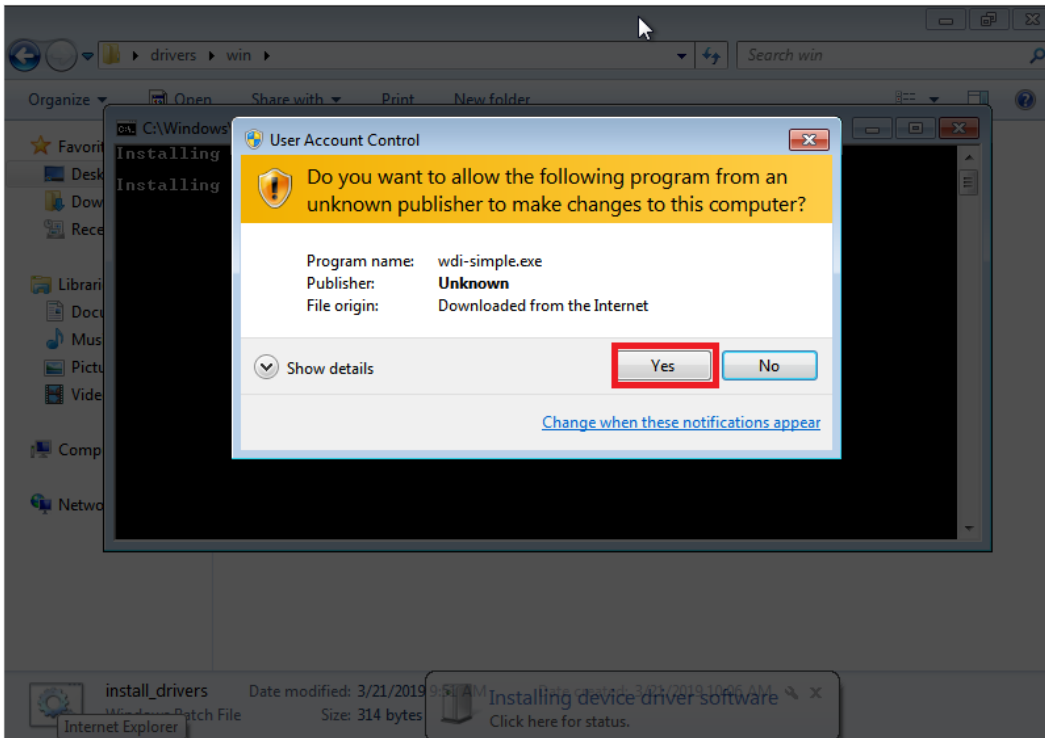 drivers win
Search win
Organize Open Share with Print New folder
C:\Windows
Installing
Installing
Desk
Dow
Rece
Librari
Docu
Mus
Pictu
Vide
Comp
Netwo
User Account Control
Do you want to allow the following program from an
unknown publisher to make changes to this computer?
Program name: wdi-simple.exe
Publisher: Unknown
File origin: Downloaded from the Internet
Show details
Yes
No
Change when these notifications appear
install_drivers
Date modified: 3/21/2019
Size: 314 bytes
Internet Explorer
Installing device driver software
Click here for status.